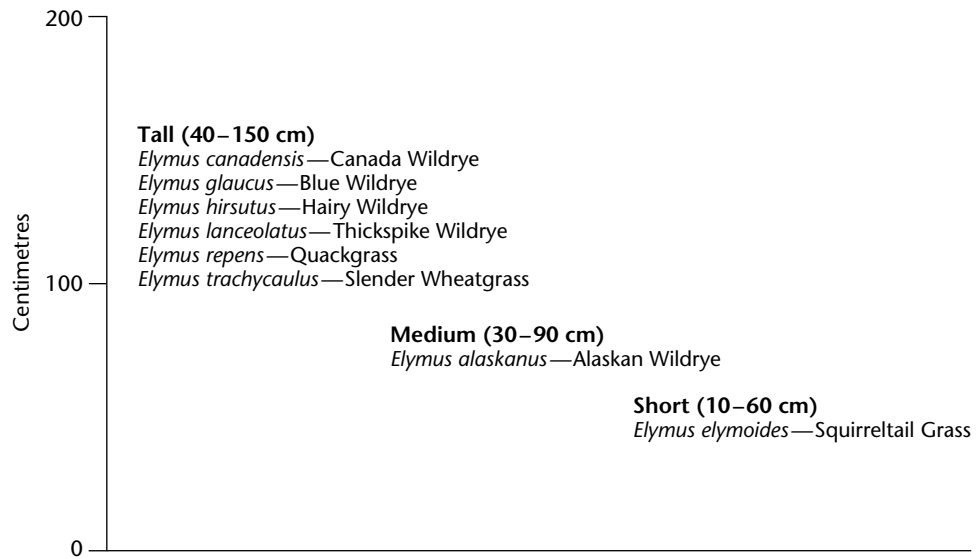 200
Tall (40–150 cm)
Elymus canadensis—Canada Wildrye
Elymus glaucus—Blue Wildrye
Elymus hirsutus—Hairy Wildrye
Elymus lanceolatus—Thickspike Wildrye
Elymus repens—Quackgrass
Elymus trachycaulus—Slender Wheatgrass
Centimetres
100
Medium (30–90 cm)
Elymus alaskanus—Alaskan Wildrye
Short (10–60 cm)
Elymus elymoides—Squirreltail Grass
0